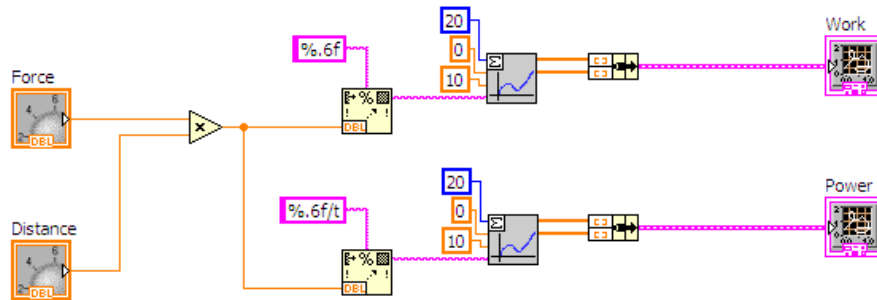 Work
20
%.6f
0
10
Force
DBL
DBL
Power
20
%.6f/t
0
10
Distance
DBL
DBL